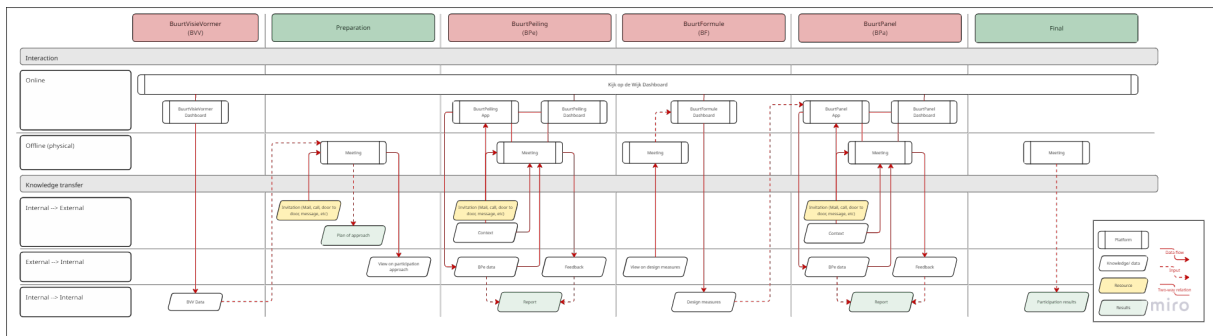 BuurtVisieVormer
(BVV)
Preparation
BuurtPeiling
(BPe)
BuurtFormule
(BF)
BuurtPanel
(BPa)
Final
Interaction
Online
Kijk op de Wijk Dashboard
BuurtVisieVormer
Dashboard
BuurtPeiling
App
BuurtPeiling
Dashboard
BuurtFormule
Dashboard
BuurtPanel
App
BuurtPanel
Dashboard
Offline (physical)
Meeting
Meeting
Meeting
Meeting
Meeting
Knowledge transfer
Internal --> External
Invitation (Mail, call, door to
door, message, etc)
Plan of approach
Invitation (Mail, call, door to
door, message, etc)
Context
Invitation (Mail, call, door to
door, message, etc)
Context
External --> Internal
View on participation
approach
BPe data
Feedback
View on design measures
BPa data
Feedback
Internal --> Internal
BVV Data
Report
Design measures
Report
Participation results
Platform
Knowledge/ data
Resource
Results
Data flow
Input
Two-way relation
miro